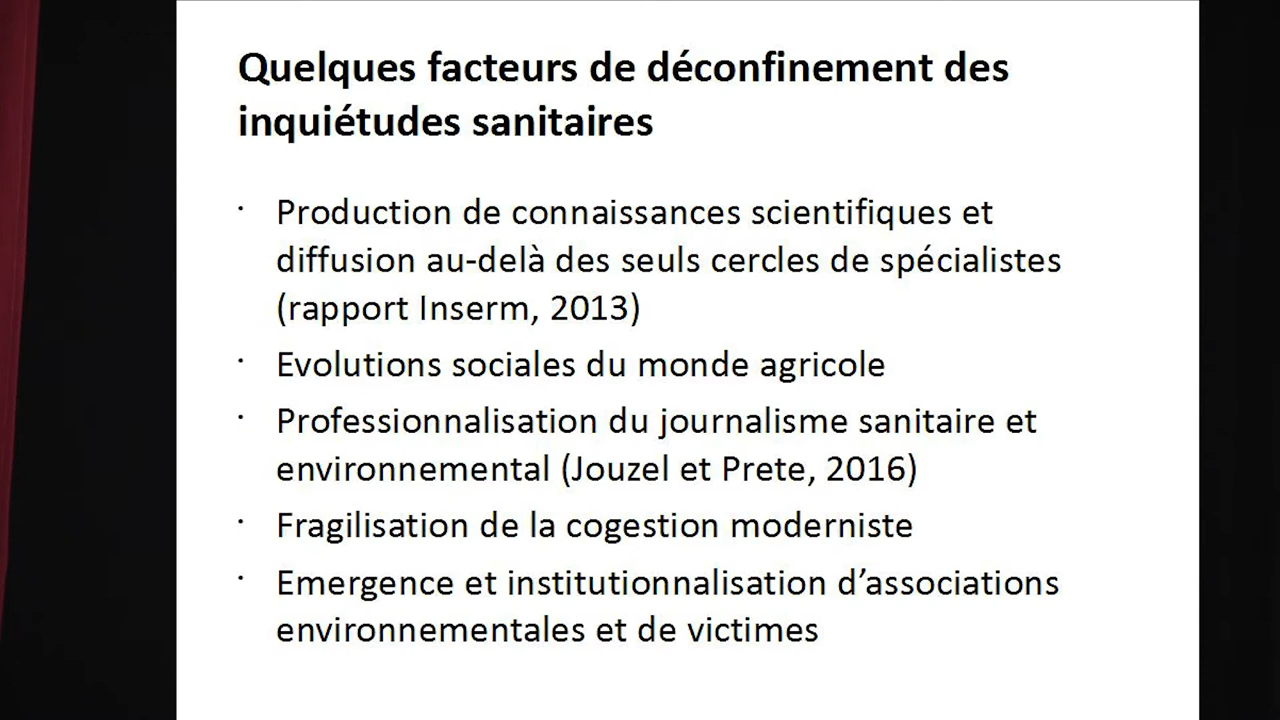 Quelques facteurs de déconfinement des
inquiétudes sanitaires
· Production de connaissances scientifiques et
diffusion au-delà des seuls cercles de spécialistes
(rapport Inserm, 2013)
· Evolutions sociales du monde agricole
· Professionnalisation du journalisme sanitaire et
environnemental (Jouzel et Prete, 2016)
· Fragilisation de la cogestion moderniste
· Emergence et institutionnalisation d’associations
environnementales et de victimes